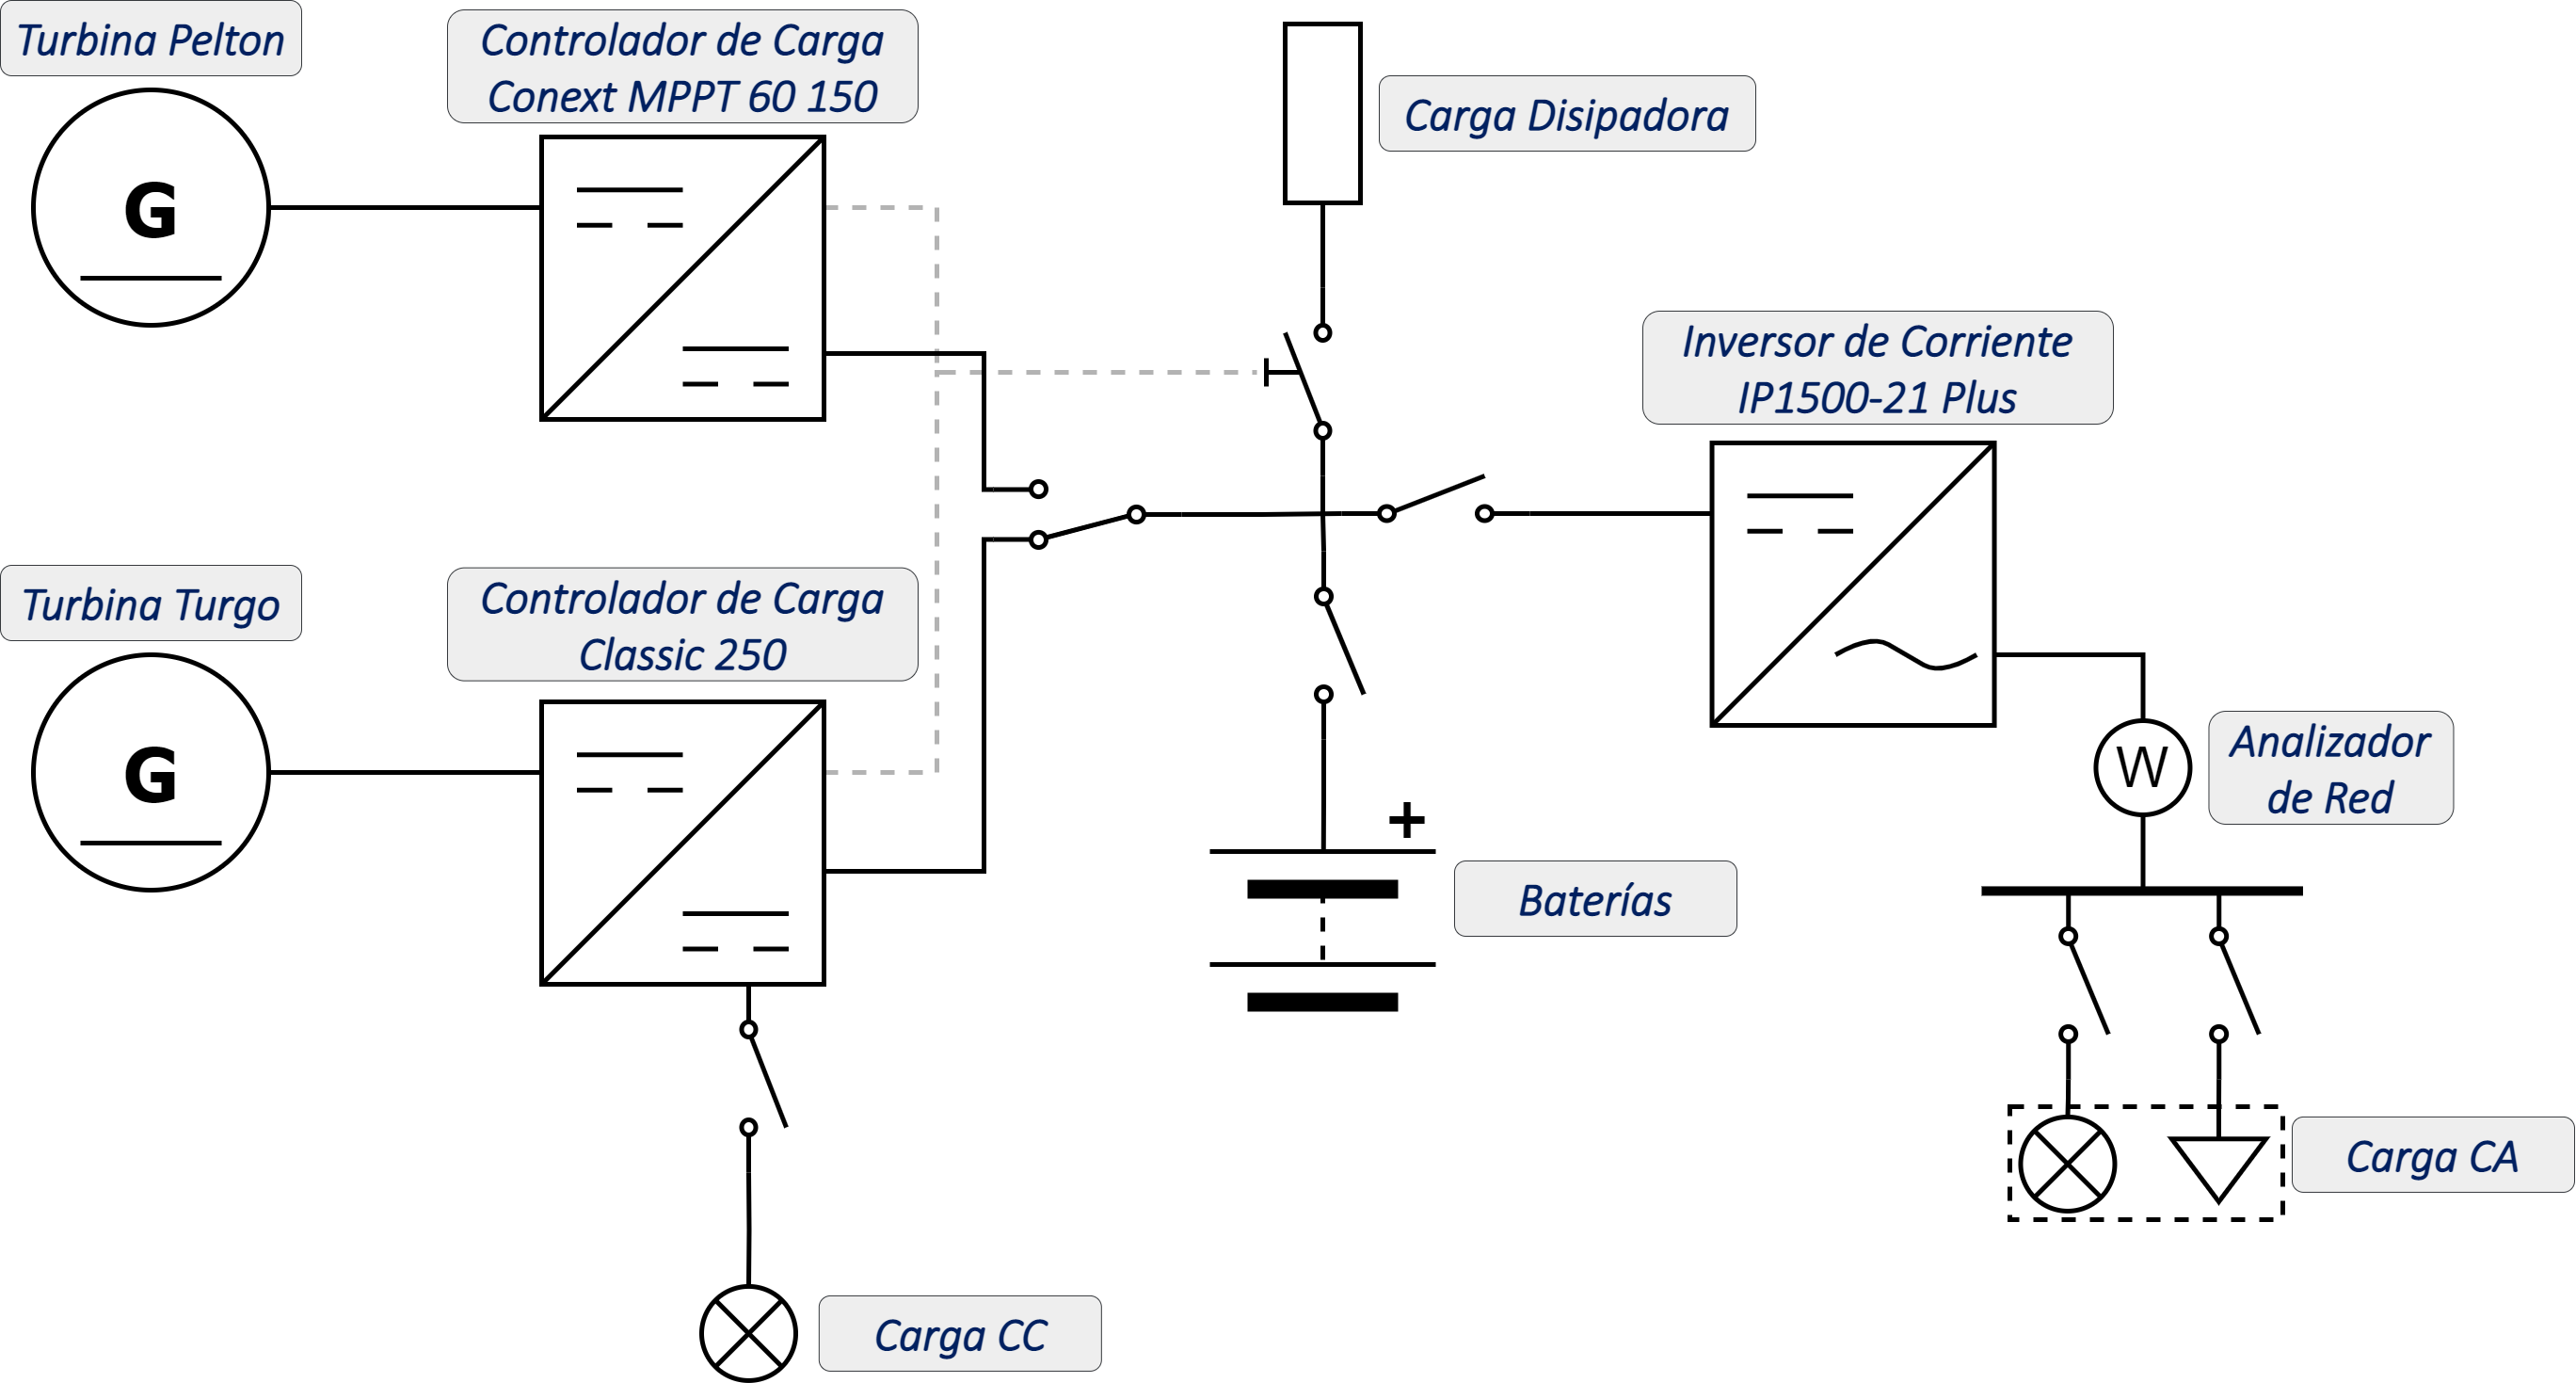 Turbina Pelton
G
Controlador de Carga
Conext MPPT 60 150
Carga Disipadora
Inversor de Corriente
IP1500-21 Plus
Turbina Turgo
G
Controlador de Carga
Classic 250
Analizador
de Red
W
+
Baterías
Carga CA
Carga CC